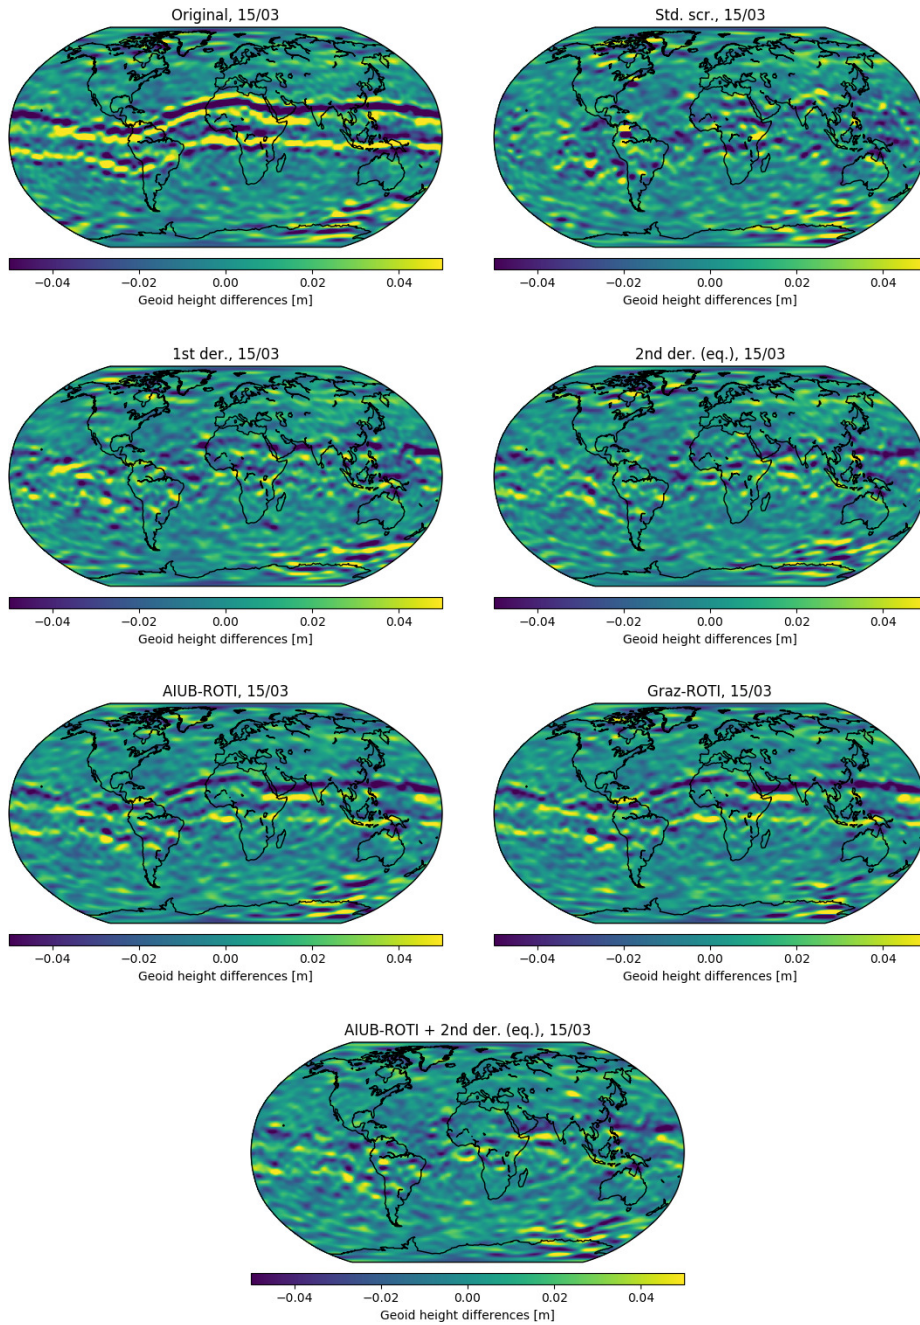 Original, 15/03
Std. scr., 15/03
−0.04 −0.02 0.00 0.02 0.04
Geoid height differences [m]
−0.04 −0.02 0.00 0.02 0.04
Geoid height differences [m]
1st der., 15/03
2nd der. (eq.), 15/03
−0.04 −0.02 0.00 0.02 0.04
Geoid height differences [m]
−0.04 −0.02 0.00 0.02 0.04
Geoid height differences [m]
AIUB-ROTI, 15/03
Graz-ROTI, 15/03
−0.04 −0.02 0.00 0.02 0.04
Geoid height differences [m]
−0.04 −0.02 0.00 0.02 0.04
Geoid height differences [m]
AIUB-ROTI + 2nd der. (eq.), 15/03
−0.04 −0.02 0.00 0.02 0.04
Geoid height differences [m]